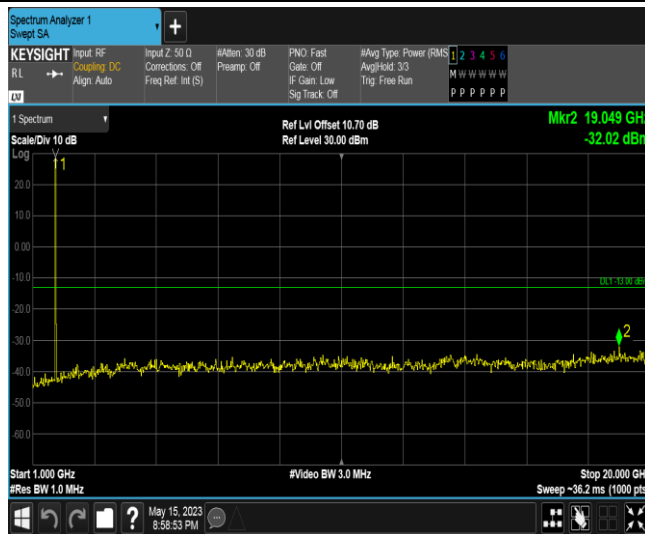 Spectrum Analyzer 1
Swept SA
+
KEYSIGHT
RL
Input: RF
Coupling: DC
Align: Auto
Input Z: 50 Ω
Corrections: Off
Freq Ref: Int (S)
#Atten: 30 dB
Preamp: Off
PNO: Fast
Gate: Off
IF Gain: Low
Sig Track: Off
#Avg Type: Power (RMS
Avg|Hold: 3/3
Trig: Free Run
1 2 3 4 5 6
M W W W W W
P P P P P P
1 Spectrum
Scale/Div 10 dB
Ref Lvl Offset 10.70 dB
Ref Level 30.00 dBm
Mkr2 19.049 GHz
-32.02 dBm
Log
1
20.0
10.0
0.00
-10.0
DL1 -13.00 dBm
-20.0
-30.0
2
-40.0
-50.0
-60.0
Start 1.000 GHz
#Res BW 1.0 MHz
#Video BW 3.0 MHz
Stop 20.000 GHz
Sweep ~36.2 ms (1000 pts
?
May 15, 2023
8:58:53 PM